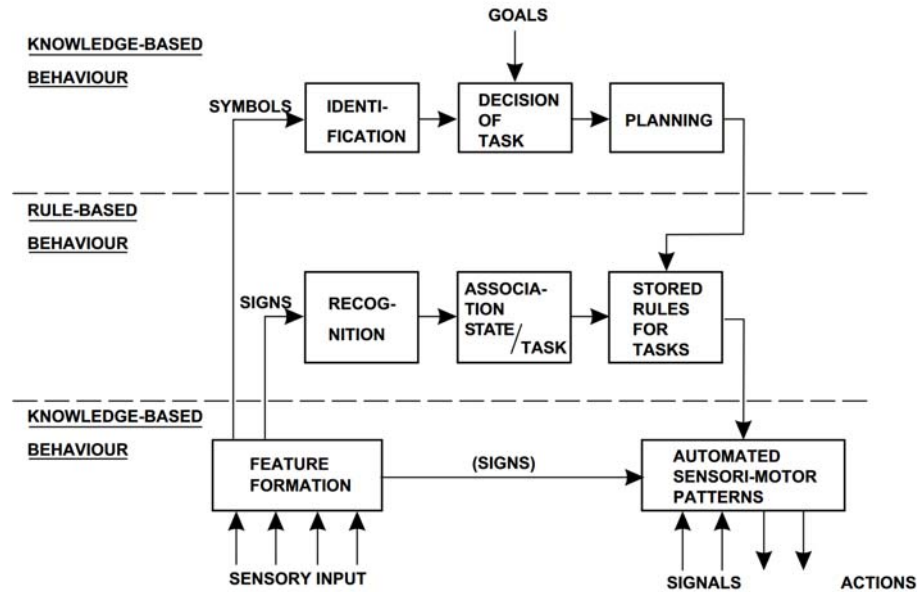 GOALS
KNOWLEDGE-BASED
BEHAVIOUR
SYMBOLS
IDENTI-
FICATION
DECISION
OF
TASK
PLANNING
RULE-BASED
BEHAVIOUR
SIGNS
RECOG-
NITION
ASSOCIA-
TION
STATE/
TASK
STORED
RULES
FOR
TASKS
KNOWLEDGE-BASED
BEHAVIOUR
FEATURE
FORMATION
(SIGNS)
AUTOMATED
SENSORI-MOTOR
PATTERNS
SENSORY INPUT
SIGNALS
ACTIONS